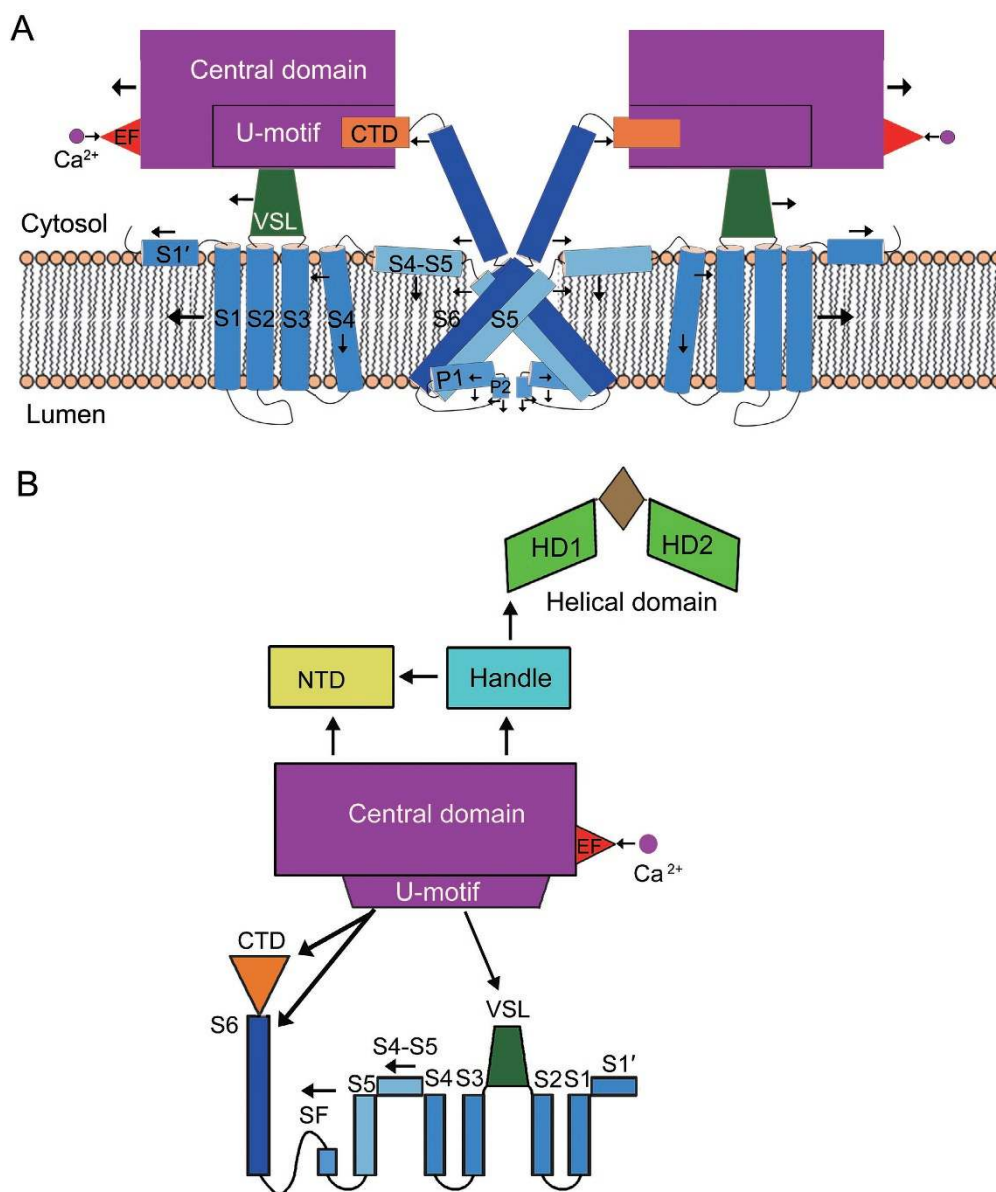 A
Central domain
U-motif
CTD
EF
Ca2+
VSL
Cytosol
S1′
S4-S5
S1 S2 S3 S4
S6 S5
P1 P2
Lumen
B
HD1 HD2
Helical domain
NTD Handle
Central domain
EF
Ca 2+
U-motif
CTD
VSL
S6
S4-S5
S5 S4 S3 S2 S1 S1′
SF